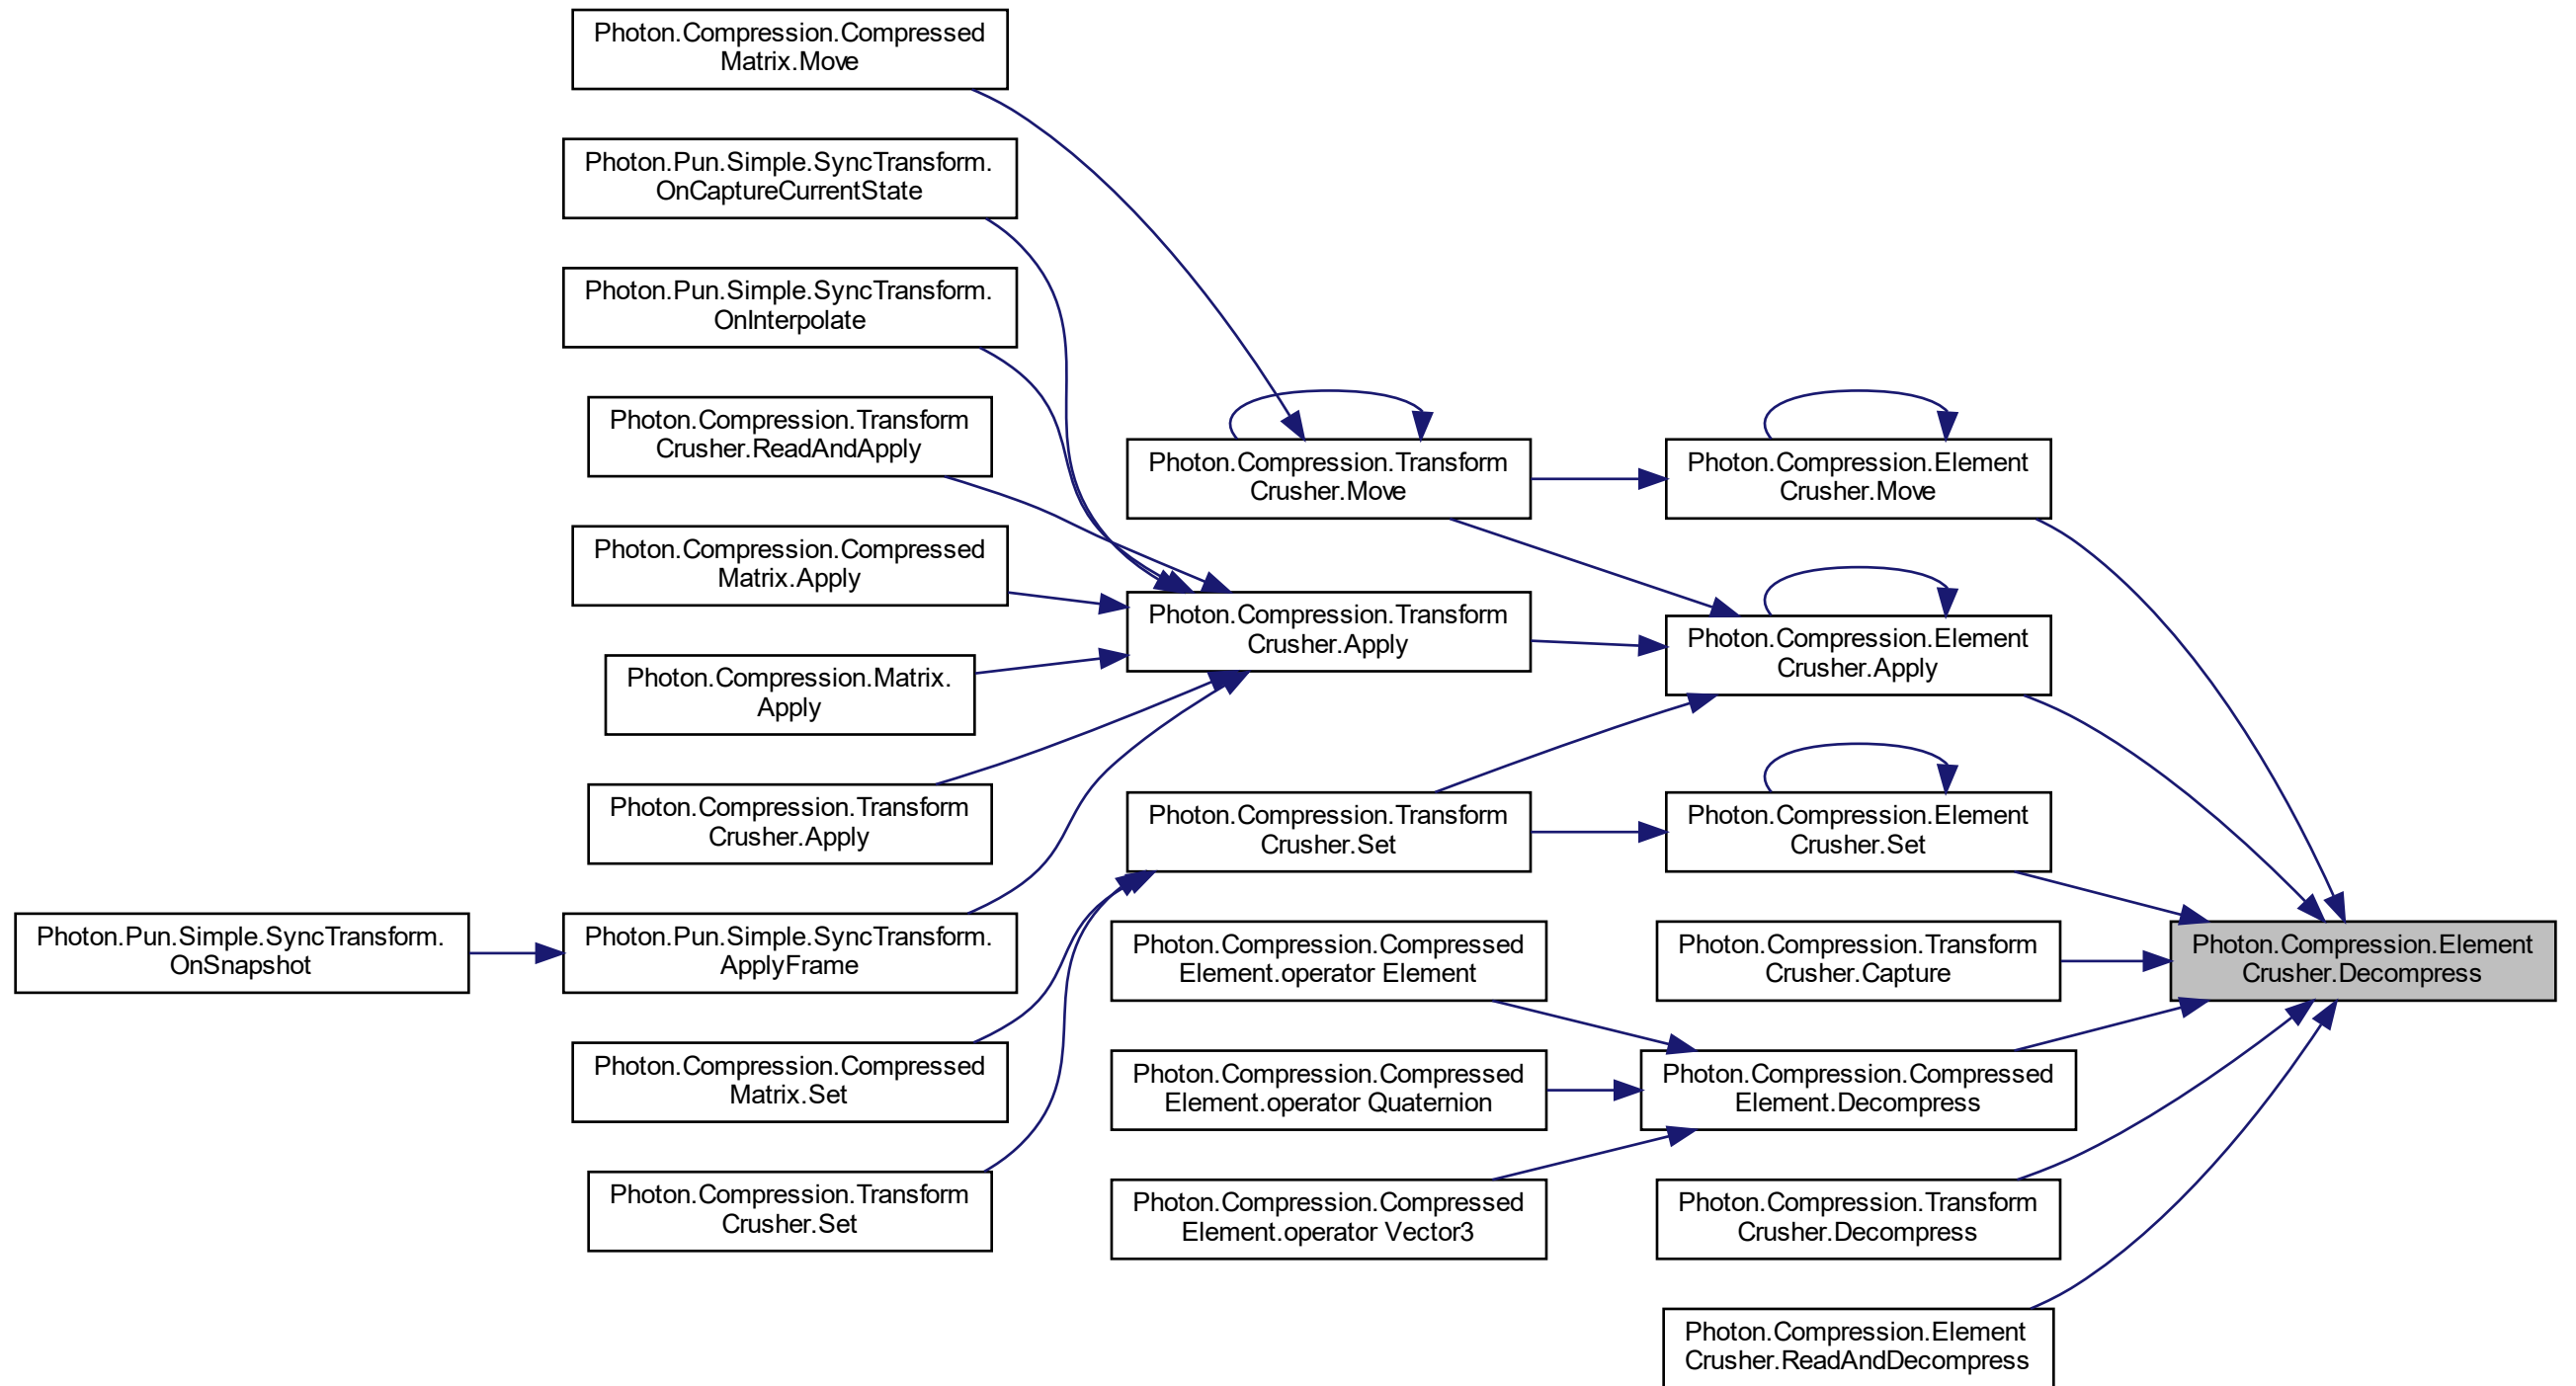 Photon.Compression.Compressed
Matrix.Move
Photon.Pun.Simple.SyncTransform.
OnCaptureCurrentState
Photon.Pun.Simple.SyncTransform.
OnInterpolate
Photon.Compression.Transform
Crusher.ReadAndApply
Photon.Compression.Transform
Crusher.Move
Photon.Compression.Element
Crusher.Move
Photon.Compression.Compressed
Matrix.Apply
Photon.Compression.Transform
Crusher.Apply
Photon.Compression.Element
Crusher.Apply
Photon.Compression.Matrix.
Apply
Photon.Compression.Transform
Crusher.Apply
Photon.Compression.Transform
Crusher.Set
Photon.Compression.Element
Crusher.Set
Photon.Pun.Simple.SyncTransform.
OnSnapshot
Photon.Pun.Simple.SyncTransform.
ApplyFrame
Photon.Compression.Compressed
Element.operator Element
Photon.Compression.Transform
Crusher.Capture
Photon.Compression.Element
Crusher.Decompress
Photon.Compression.Compressed
Matrix.Set
Photon.Compression.Compressed
Element.operator Quaternion
Photon.Compression.Compressed
Element.Decompress
Photon.Compression.Transform
Crusher.Set
Photon.Compression.Compressed
Element.operator Vector3
Photon.Compression.Transform
Crusher.Decompress
Photon.Compression.Element
Crusher.ReadAndDecompress